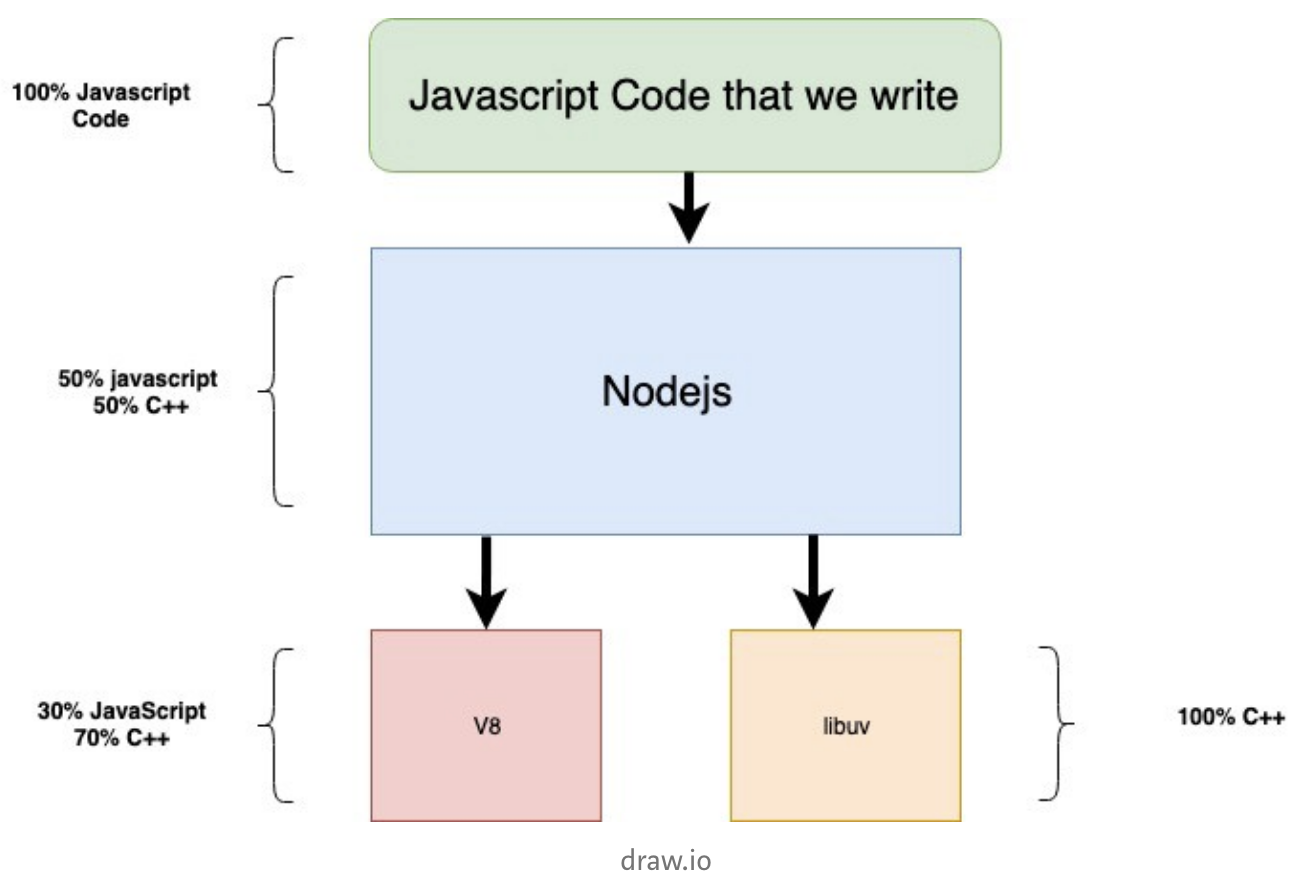 100% Javascript
Code
Javascript Code that we write
50% javascript
50% C++
Nodejs
30% JavaScript
70% C++
V8
libuv
100% C++
draw.io